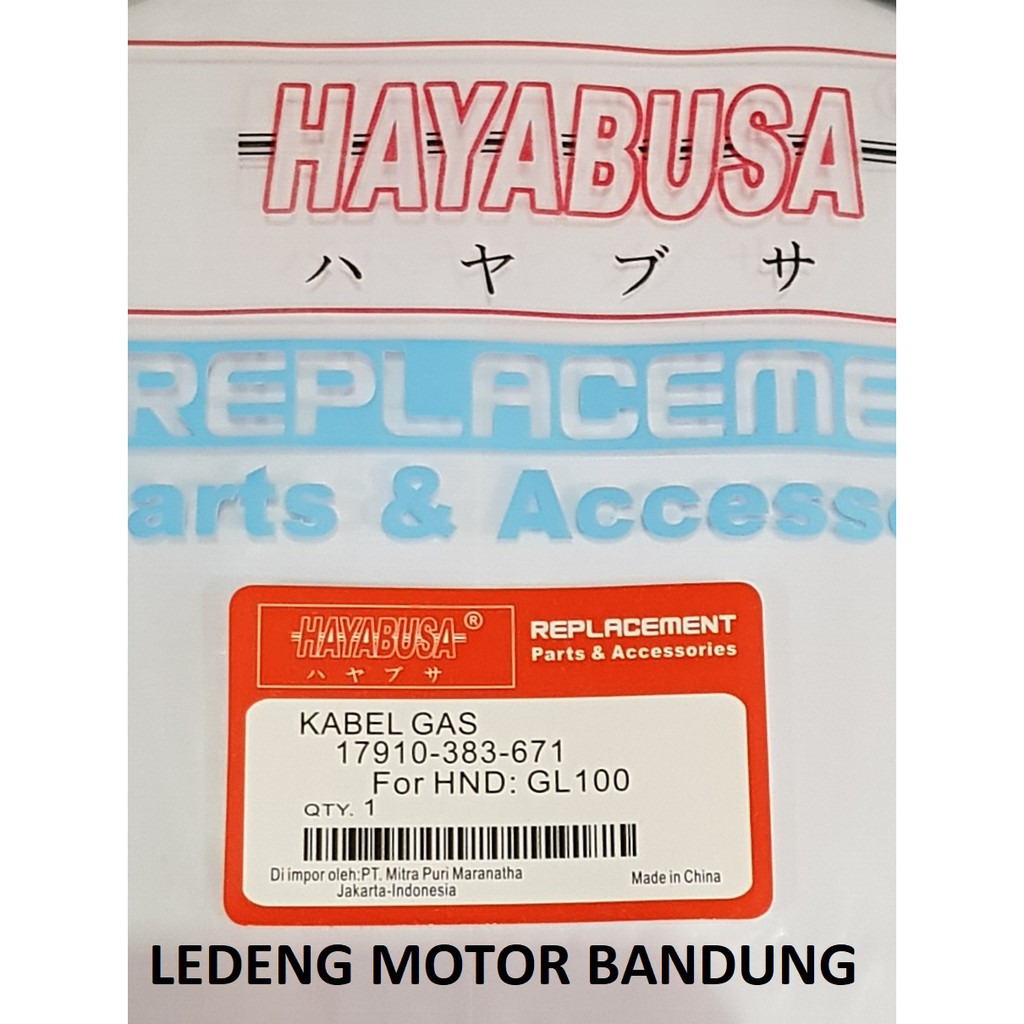 HAYABUSA
ハヤブサ
REPLACEME
arts & Access
HAYABUSA®
ハヤブサ
REPLACEMENT
Parts & Accessories
KABEL GAS
17910-383-671
For HND: GL100
QTY. 1
Di impor oleh:PT. Mitra Puri Maranatha
Jakarta-Indonesia
Made in China
LEDENG MOTOR BANDUNG